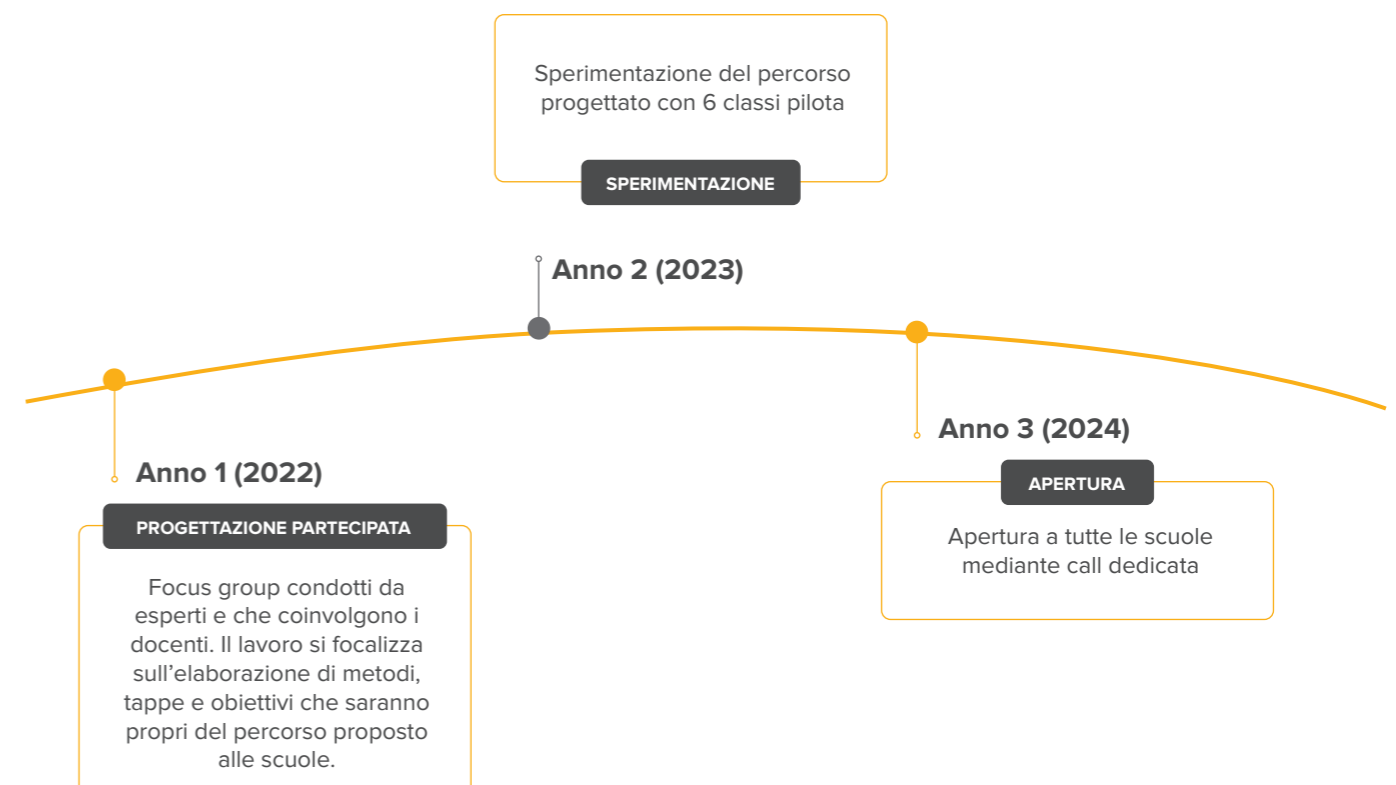 Sperimentazione del percorso
progettato con 6 classi pilota
SPERIMENTAZIONE
Anno 2 (2023)
Anno 1 (2022)
PROGETTAZIONE PARTECIPATA
Focus group condotti da
esperti e che coinvolgono i
docenti. Il lavoro si focalizza
sull’elaborazione di metodi,
tappe e obiettivi che saranno
propri del percorso proposto
alle scuole.
Anno 3 (2024)
APERTURA
Apertura a tutte le scuole
mediante call dedicata